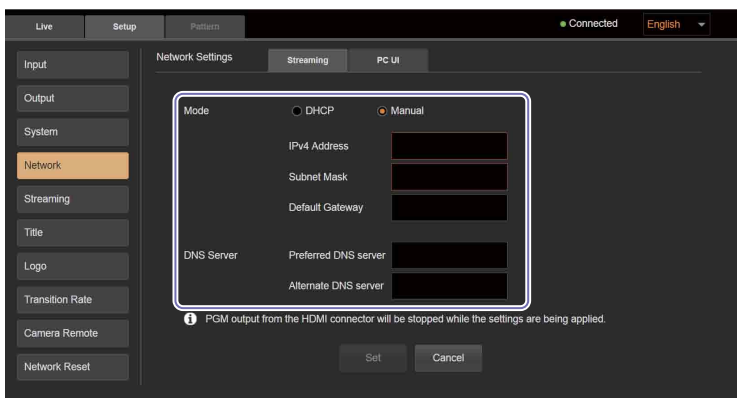 Live Setup Pattern Connected English
Input
Network Settings Streaming PC UI
Output
Mode DHCP Manual
System
IPv4 Address
Network
Subnet Mask
Streaming
Default Gateway
Title
DNS Server Preferred DNS server
Logo
Alternate DNS server
Transition Rate
PGM output from the HDMI connector will be stopped while the settings are being applied.
Camera Remote
Set Cancel
Network Reset